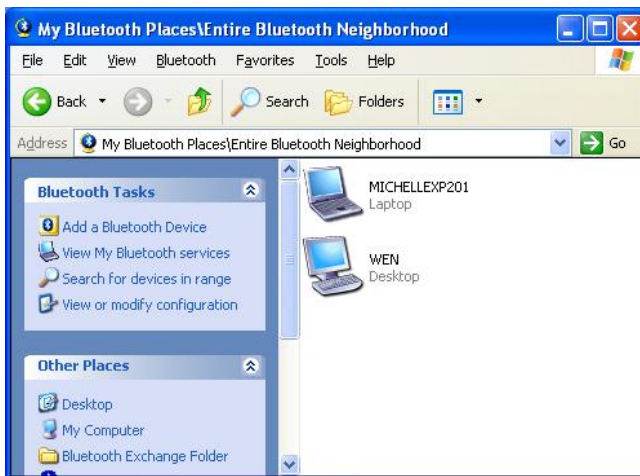 My Bluetooth Places\Entire Bluetooth Neighborhood
File Edit View Bluetooth Favorites Tools Help
Back Search Folders
Address My Bluetooth Places\Entire Bluetooth Neighborhood Go
Bluetooth Tasks
Add a Bluetooth Device
View My Bluetooth services
Search for devices in range
View or modify configuration
Other Places
Desktop
My Computer
Bluetooth Exchange Folder
MICHELLEXP201
Laptop
WEN
Desktop